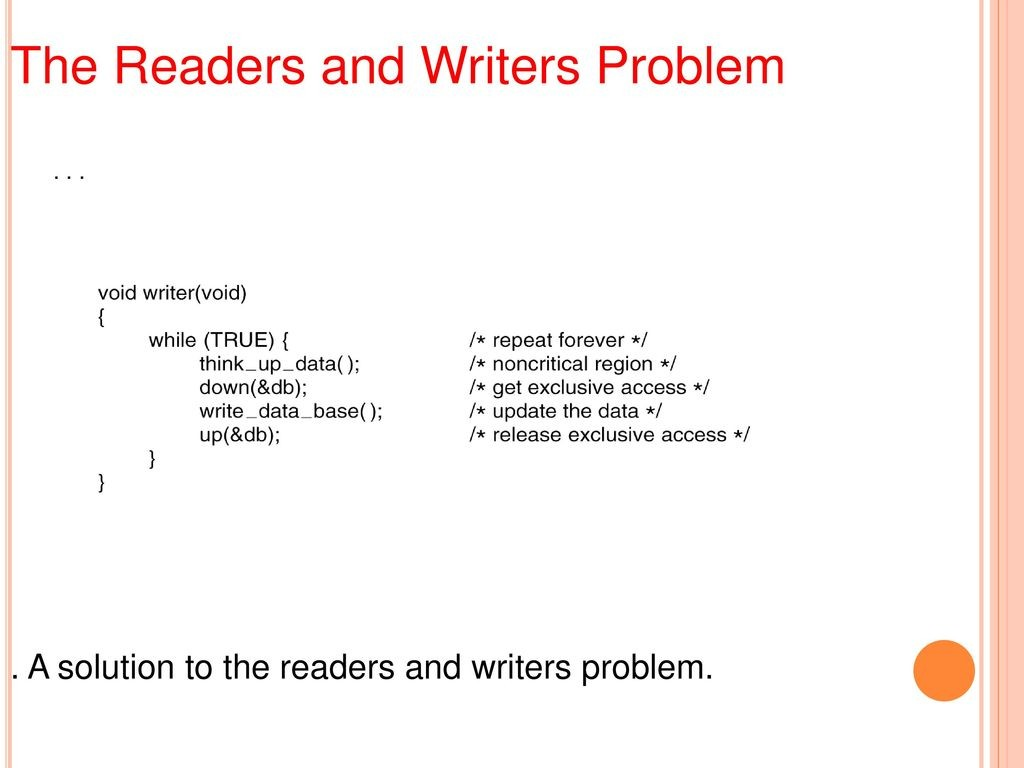 The Readers and Writers Problem
. . .
void writer(void)
{
while (TRUE) { /* repeat forever */
think_up_data( ); /* noncritical region */
down(&db); /* get exclusive access */
write_data_base( ); /* update the data */
up(&db); /* release exclusive access */
}
}
. A solution to the readers and writers problem.